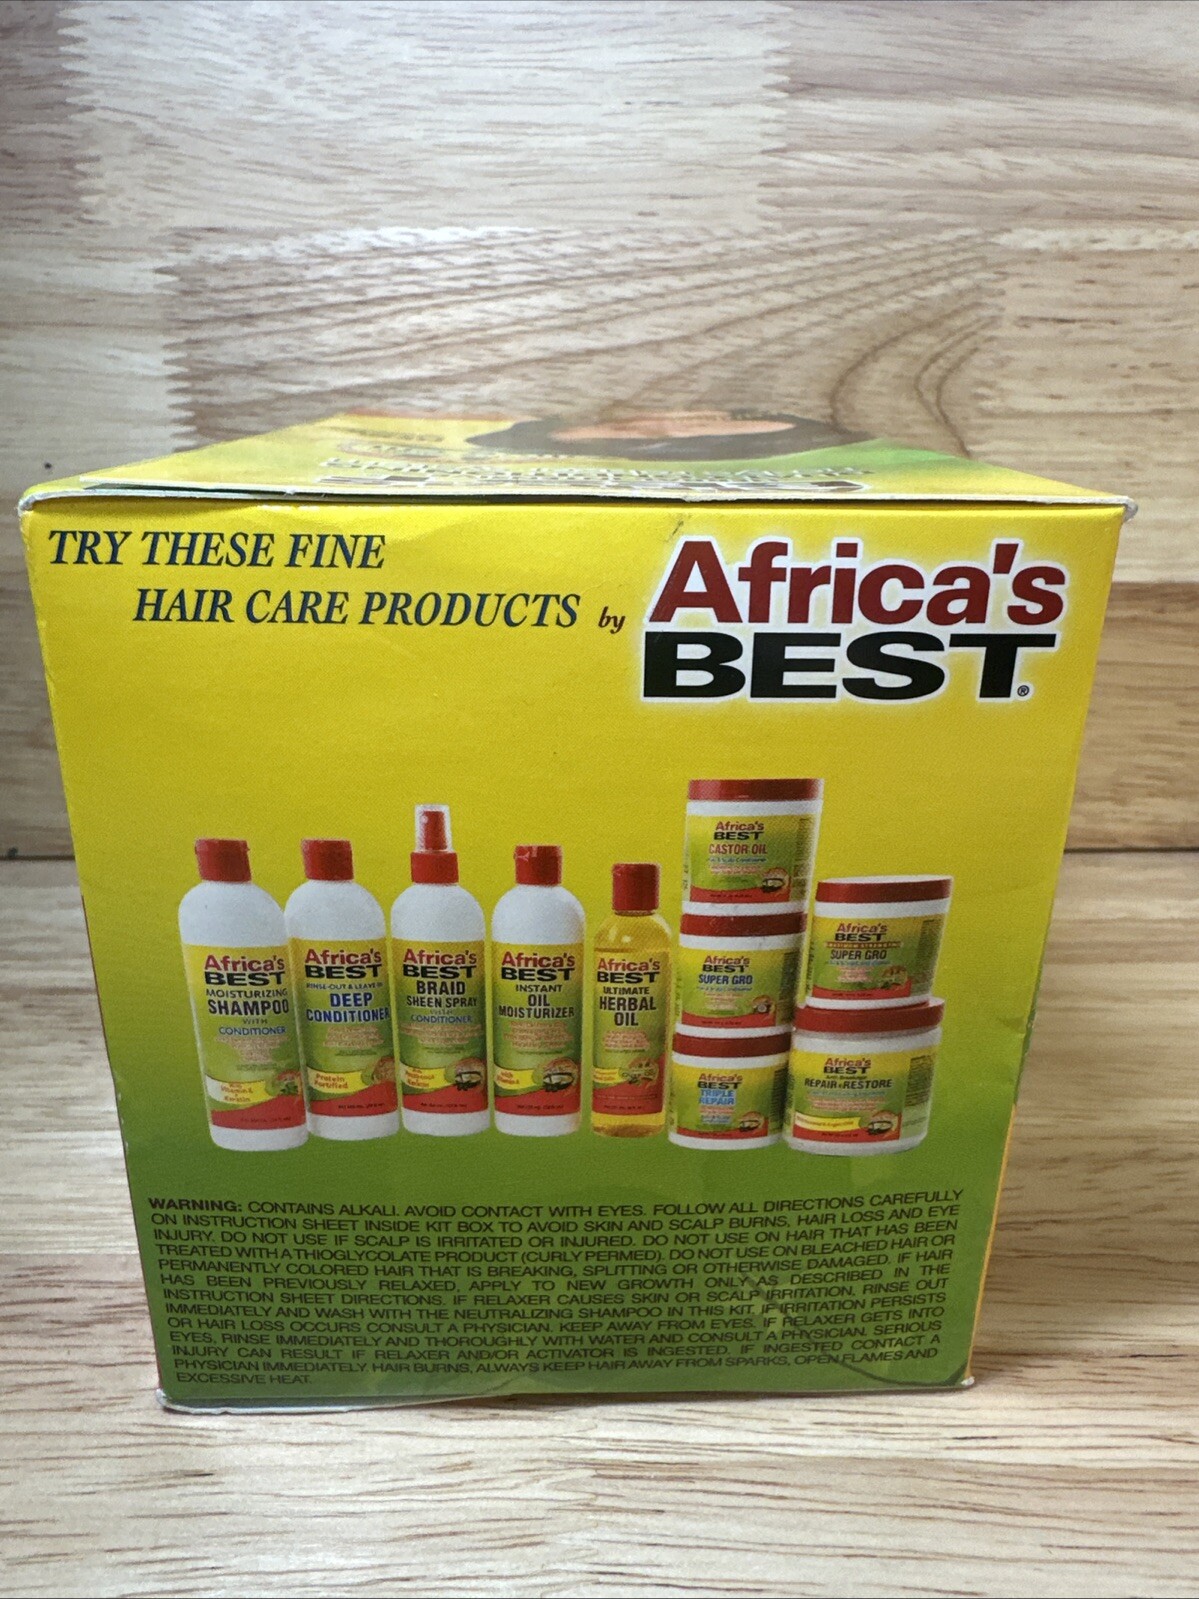 TRY THESE FINE
HAIR CARE PRODUCTS by
Africa's
BEST®
Africa's
BEST
MOISTURIZING
SHAMPOO
WITH
CONDITIONER
With
Vitamin E
& Keratin
Africa's
BEST
RINSE-OUT & LEAVE-IN
DEEP
CONDITIONER
Protein
Fortified
Africa's
BEST
BRAID
SHEEN SPRAY
CONDITIONER
Africa's
BEST
INSTANT
OIL
MOISTURIZER
Africa's
BEST
ULTIMATE
HERBAL
OIL
Africa's
BEST
CASTOR OIL
Africa's
BEST
SUPER GRO
Africa's
BEST
TRIPLE
REPAIR
Africa's
BEST
SUPER GRO
Africa's
BEST
REPAIR & RESTORE
WARNING: CONTAINS ALKALI. AVOID CONTACT WITH EYES. FOLLOW ALL DIRECTIONS CAREFULLY
ON INSTRUCTION SHEET INSIDE KIT BOX TO AVOID SKIN AND SCALP BURNS, HAIR LOSS AND EYE
INJURY. DO NOT USE IF SCALP IS IRRITATED OR INJURED. DO NOT USE ON HAIR THAT HAS BEEN
TREATED WITH A THIOGLYCOLATE PRODUCT (CURLY PERMED). DO NOT USE ON BLEACHED HAIR OR
PERMANENTLY COLORED HAIR THAT IS BREAKING, SPLITTING OR OTHERWISE DAMAGED. IF HAIR
HAS BEEN PREVIOUSLY RELAXED, APPLY TO NEW GROWTH ONLY AS DESCRIBED IN THE
INSTRUCTION SHEET DIRECTIONS. IF RELAXER CAUSES SKIN OR SCALP IRRITATION, RINSE OUT
IMMEDIATELY AND WASH WITH THE NEUTRALIZING SHAMPOO IN THIS KIT. IF IRRITATION PERSISTS
OR HAIR LOSS OCCURS CONSULT A PHYSICIAN. KEEP AWAY FROM EYES. IF RELAXER GETS INTO
EYES, RINSE IMMEDIATELY AND THOROUGHLY WITH WATER AND CONSULT A PHYSICIAN. SERIOUS
INJURY CAN RESULT IF RELAXER AND/OR ACTIVATOR IS INGESTED. IF INGESTED CONTACT A
PHYSICIAN IMMEDIATELY. HAIR BURNS, ALWAYS KEEP HAIR AWAY FROM SPARKS, OPEN FLAMES AND
EXCESSIVE HEAT.